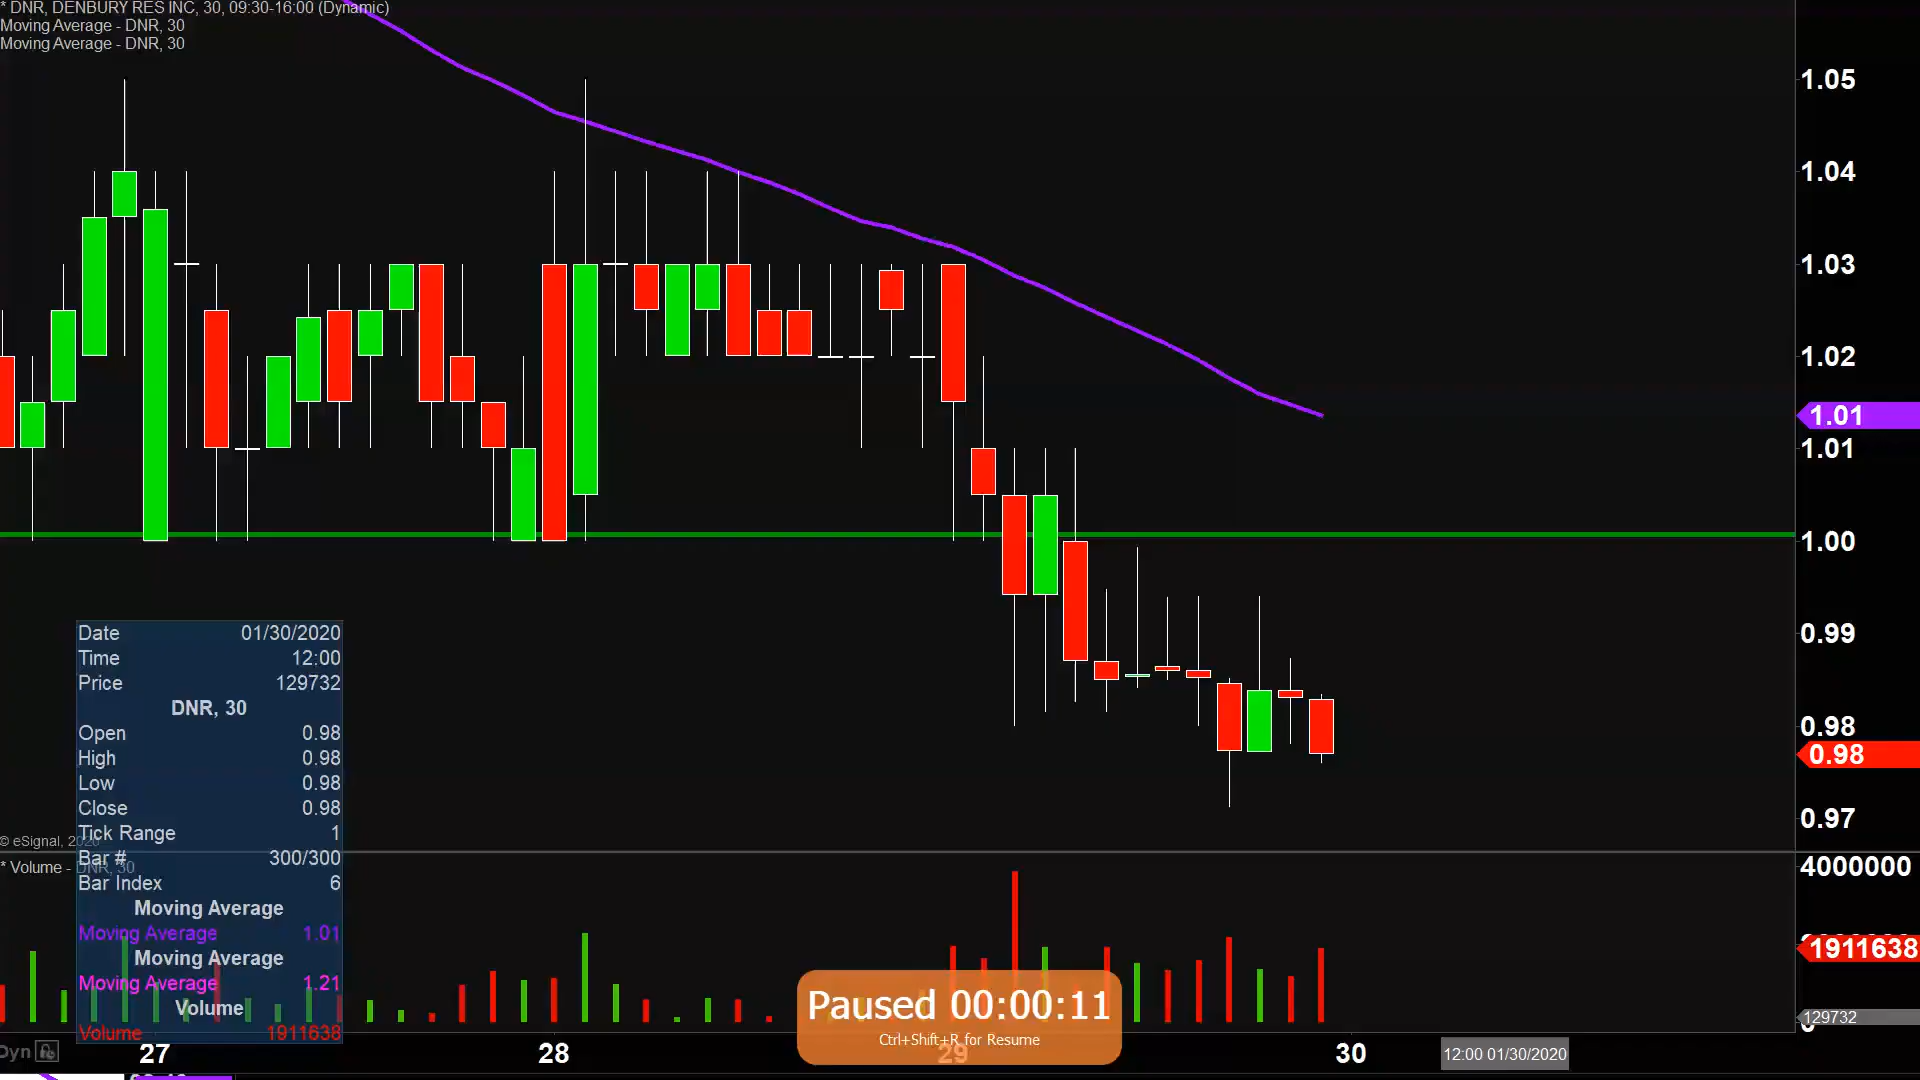 * DNR, DENBURY RES INC, 30, 09:30-16:00 (Dynamic)
Moving Average - DNR, 30
Moving Average - DNR, 30
1.05
1.04
1.03
1.02
1.01
1.01
1.00
0.99
0.98
0.98
0.97
Date 01/30/2020
Time 12:00
Price 129732
DNR, 30
Open 0.98
High 0.98
Low 0.98
Close 0.98
Tick Range 1
© eSignal, 2020
Bar # 300/300
* Volume - DNR, 30
Bar Index 6
Moving Average
Moving Average 1.01
Moving Average
Moving Average 1.21
Volume
Volume 1911638
4000000
1911638
129732
0
Paused 00:00:11
Ctrl+Shift+R for Resume
Dyn
27
28
29
30
12:00 01/30/2020